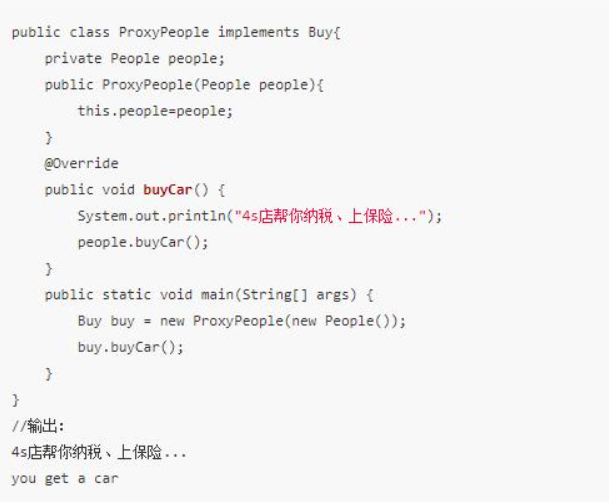 public class ProxyPeople implements Buy{
    private People people;
    public ProxyPeople(People people){
        this.people=people;
    }
    @Override
    public void buyCar() {
        System.out.println("4s店帮你纳税、上保险...");
        people.buyCar();
    }
    public static void main(String[] args) {
        Buy buy = new ProxyPeople(new People());
        buy.buyCar();
    }
}
//输出:
4s店帮你纳税、上保险...
you get a car